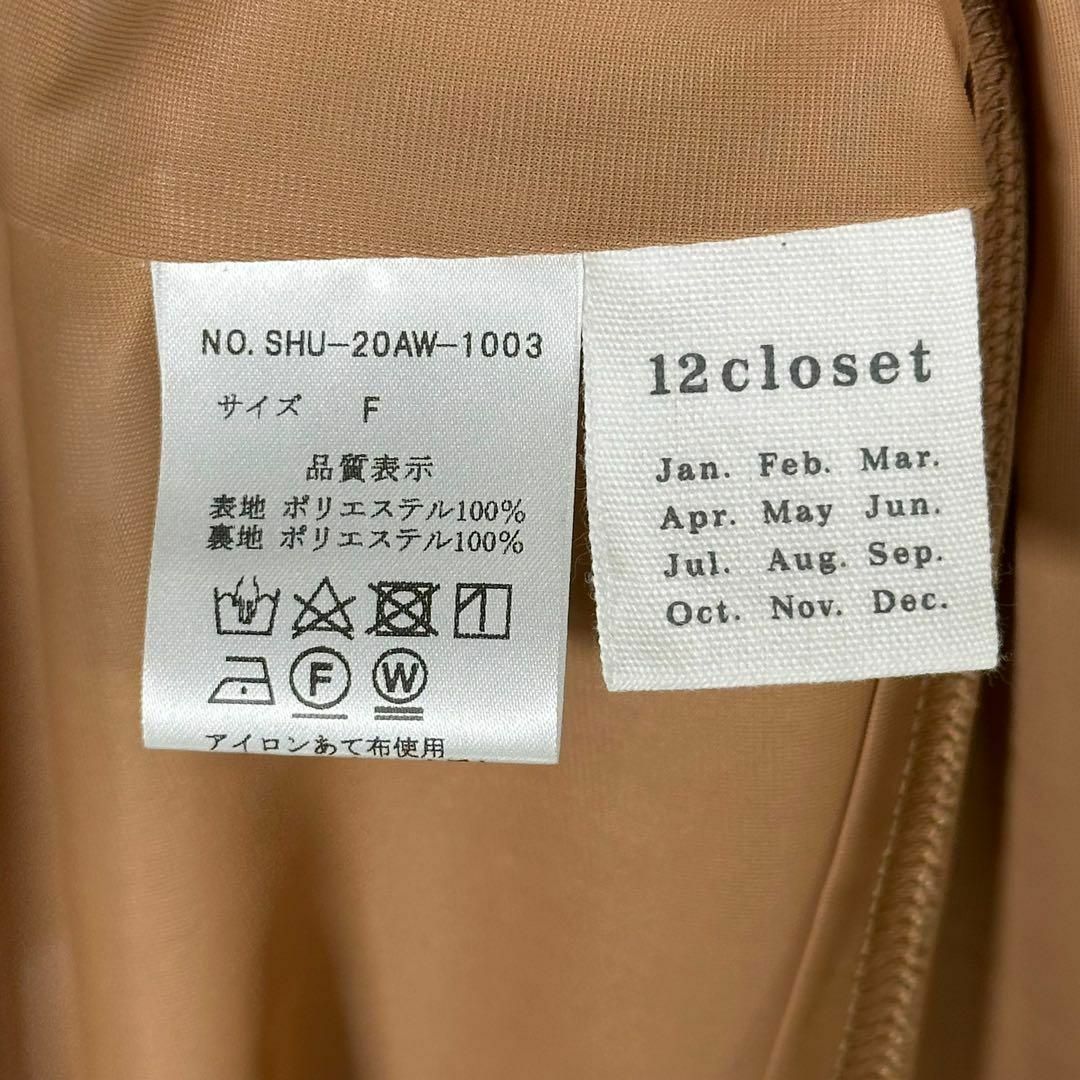 NO. SHU-20AW-1003
サイズ F
品質表示
表地 ポリエステル100%
裏地 ポリエステル100%
F W
アイロンあて布使用
12closet
Jan. Feb. Mar.
Apr. May Jun.
Jul. Aug. Sep.
Oct. Nov. Dec.